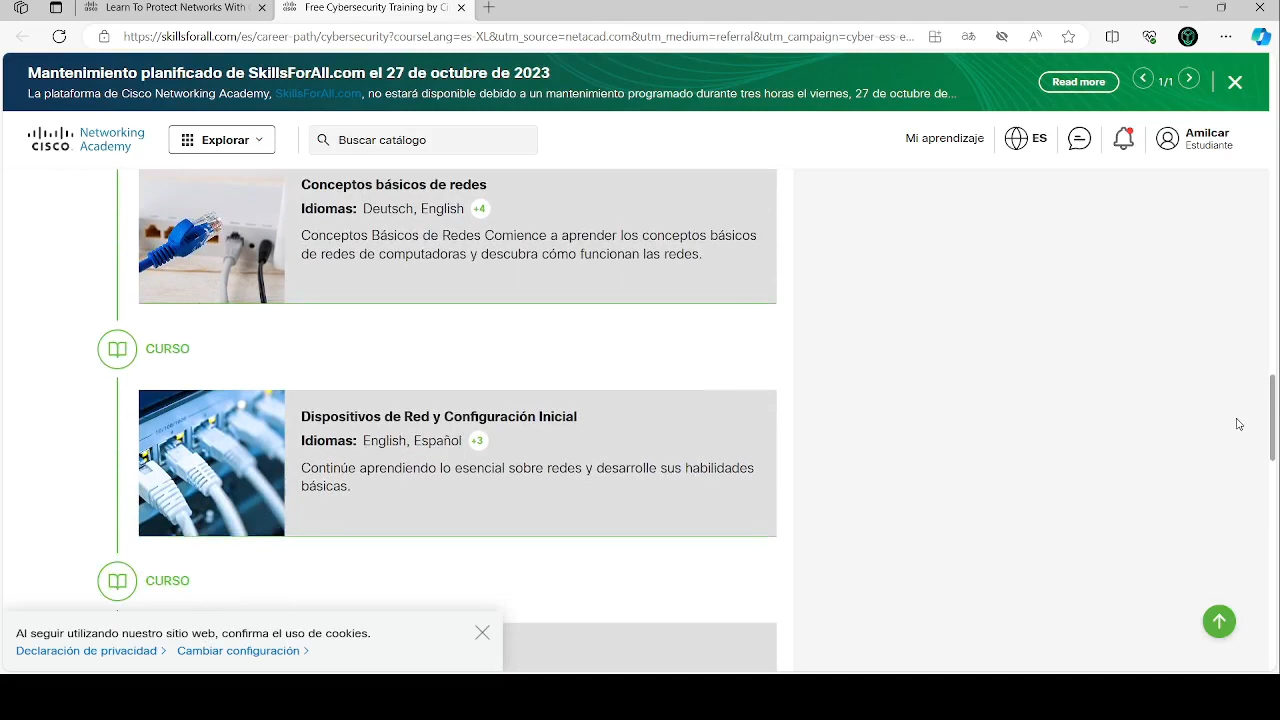 Learn To Protect Networks With
Free Cybersecurity Training by Ci
https://skillsforall.com/es/career-path/cybersecurity?courseLang=es-XL&utm_source=netacad.com&utm_medium=referral&utm_campaign=cyber-ess-e...
Mantenimiento planificado de SkillsForAll.com el 27 de octubre de 2023
La plataforma de Cisco Networking Academy, SkillsForAll.com, no estará disponible debido a un mantenimiento programado durante tres horas el viernes, 27 de octubre de...
Read more
1/1
CISCO Networking Academy
Explorar
Buscar catálogo
Mi aprendizaje
ES
Amilcar
Estudiante
Conceptos básicos de redes
Idiomas: Deutsch, English +4
Conceptos Básicos de Redes Comience a aprender los conceptos básicos
de redes de computadoras y descubra cómo funcionan las redes.
CURSO
Dispositivos de Red y Configuración Inicial
Idiomas: English, Español +3
Continúe aprendiendo lo esencial sobre redes y desarrolle sus habilidades
básicas.
CURSO
Al seguir utilizando nuestro sitio web, confirma el uso de cookies.
Declaración de privacidad > Cambiar configuración >